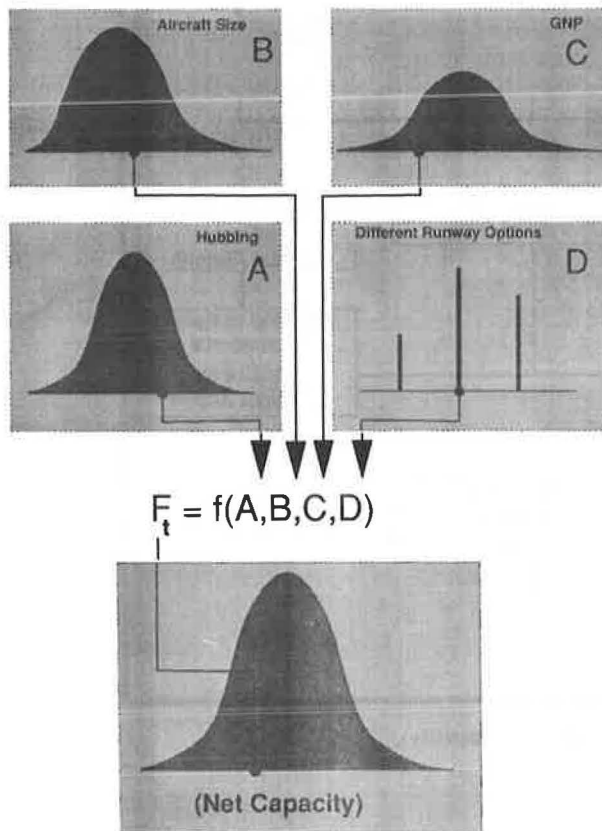 Aircraft Size
B
GNP
C
Hubbing
A
Different Runway Options
D
Ft = f(A,B,C,D)
(Net Capacity)